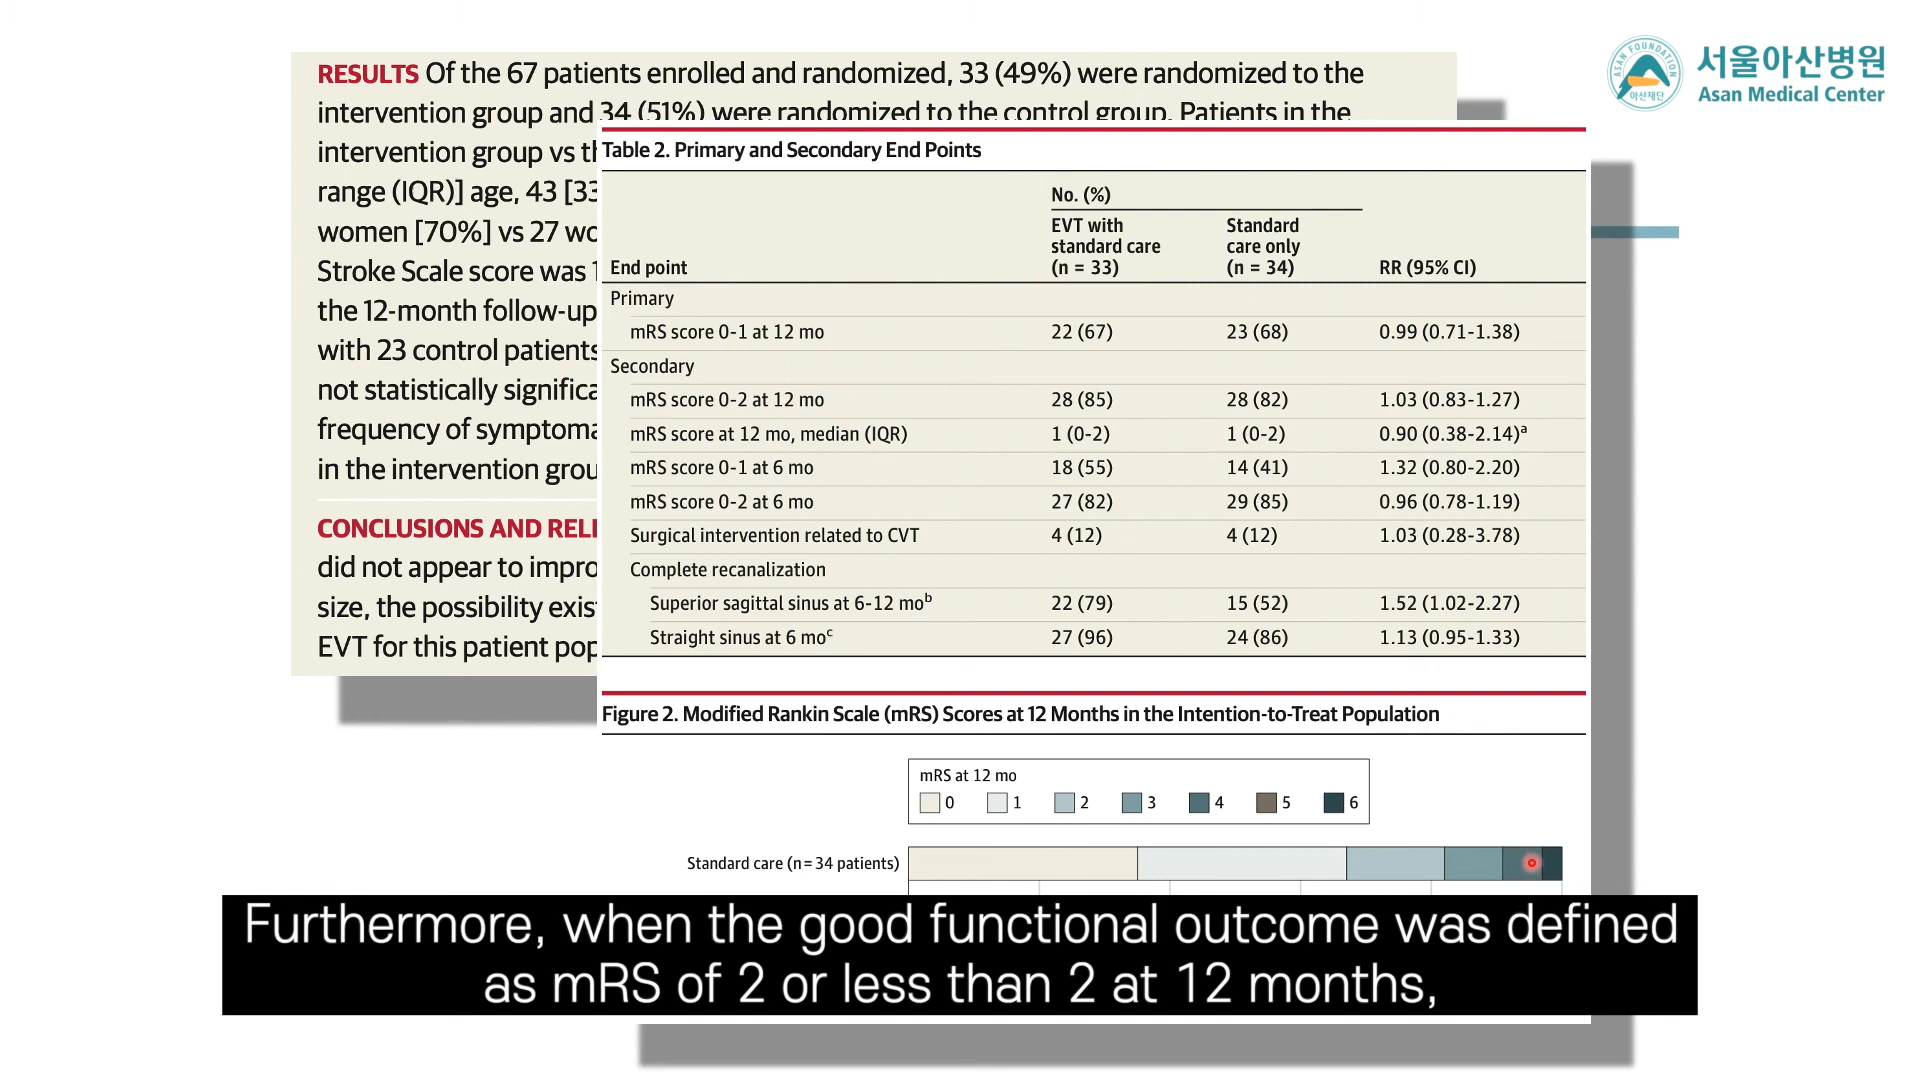 서울아산병원
Asan Medical Center
ASAN FOUNDATION
아산재단
RESULTS Of the 67 patients enrolled and randomized, 33 (49%) were randomized to the
intervention group and 34 (51%) were randomized to the control group. Patients in the
intervention group vs th
range (IQR)] age, 43 [33
women [70%] vs 27 wo
Stroke Scale score was 1
the 12-month follow-up
with 23 control patients
not statistically significa
frequency of symptoma
in the intervention grou
CONCLUSIONS AND RELE
did not appear to impro
size, the possibility exis
EVT for this patient pop
Table 2. Primary and Secondary End Points
No. (%)
End point EVT with standard care (n = 33) Standard care only (n = 34) RR (95% CI)
Primary
mRS score 0-1 at 12 mo 22 (67) 23 (68) 0.99 (0.71-1.38)
Secondary
mRS score 0-2 at 12 mo 28 (85) 28 (82) 1.03 (0.83-1.27)
mRS score at 12 mo, median (IQR) 1 (0-2) 1 (0-2) 0.90 (0.38-2.14)ᵃ
mRS score 0-1 at 6 mo 18 (55) 14 (41) 1.32 (0.80-2.20)
mRS score 0-2 at 6 mo 27 (82) 29 (85) 0.96 (0.78-1.19)
Surgical intervention related to CVT 4 (12) 4 (12) 1.03 (0.28-3.78)
Complete recanalization
Superior sagittal sinus at 6-12 moᵇ 22 (79) 15 (52) 1.52 (1.02-2.27)
Straight sinus at 6 moᶜ 27 (96) 24 (86) 1.13 (0.95-1.33)
Figure 2. Modified Rankin Scale (mRS) Scores at 12 Months in the Intention-to-Treat Population
mRS at 12 mo
0 1 2 3 4 5 6
Standard care (n = 34 patients)
Furthermore, when the good functional outcome was defined
as mRS of 2 or less than 2 at 12 months,